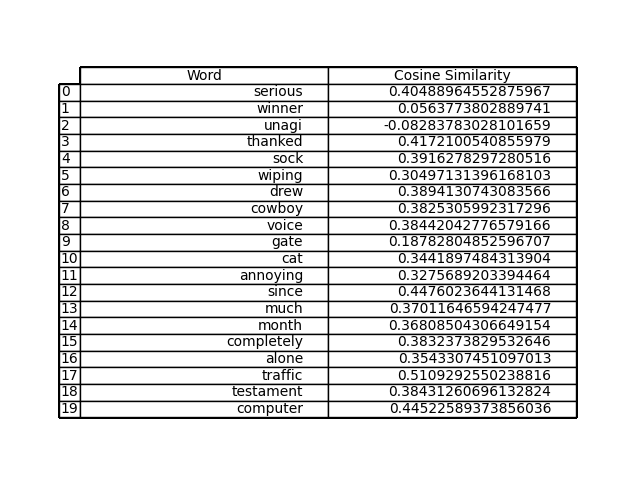 Word Cosine Similarity
0 serious 0.40488964552875967
1 winner 0.0563773802889741
2 unagi -0.08283783028101659
3 thanked 0.4172100540855979
4 sock 0.3916278297280516
5 wiping 0.30497131396168103
6 drew 0.3894130743083566
7 cowboy 0.3825305992317296
8 voice 0.38442042776579166
9 gate 0.18782804852596707
10 cat 0.3441897484313904
11 annoying 0.3275689203394464
12 since 0.4476023644131468
13 much 0.37011646594247477
14 month 0.36808504306649154
15 completely 0.3832373829532646
16 alone 0.3543307451097013
17 traffic 0.5109292550238816
18 testament 0.38431260696132824
19 computer 0.44522589373856036